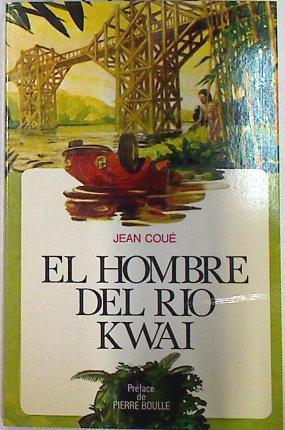 JEAN COUÉ
EL HOMBRE
DEL RIO
KWAI
Préface
de
PIERRE BOULLE